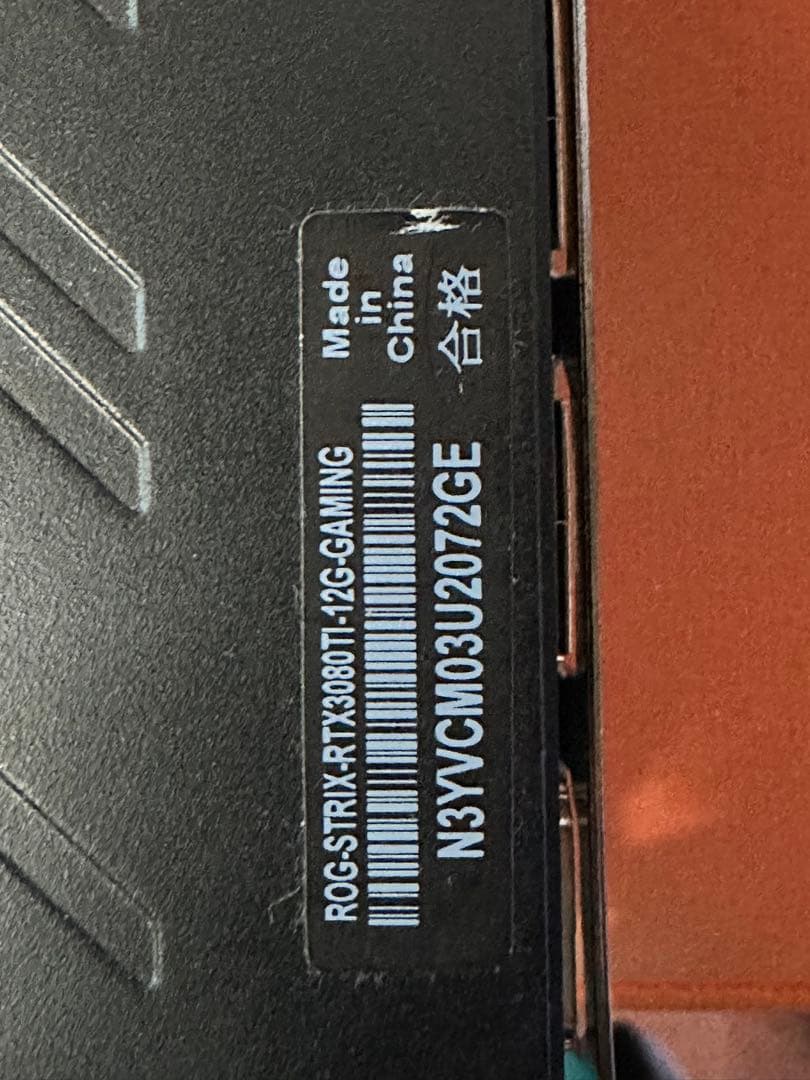 ROG-STRIX-RTX3080TI-12G-GAMING
N3YVCM03U2072GE
Made
in
China
合格